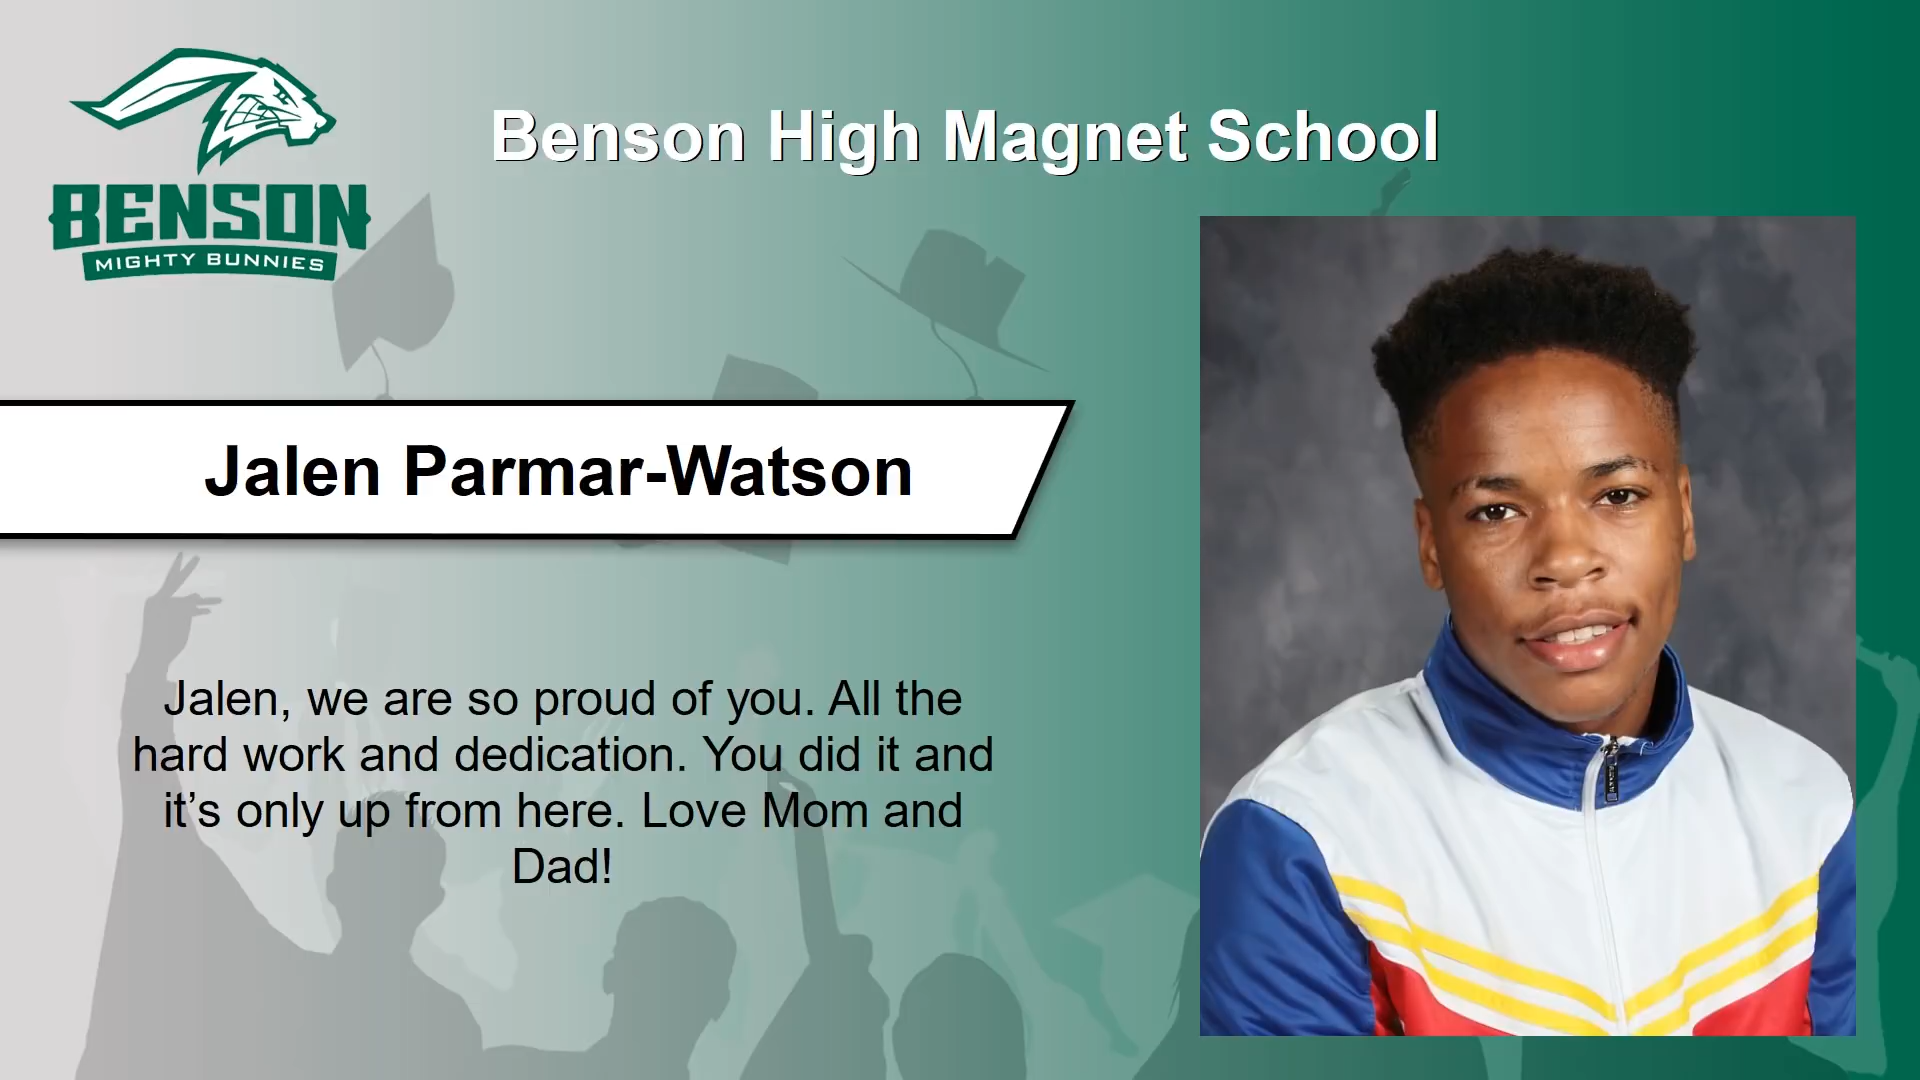 BENSON
MIGHTY BUNNIES
Benson High Magnet School
Jalen Parmar-Watson
Jalen, we are so proud of you. All the
hard work and dedication. You did it and
it’s only up from here. Love Mom and
Dad!